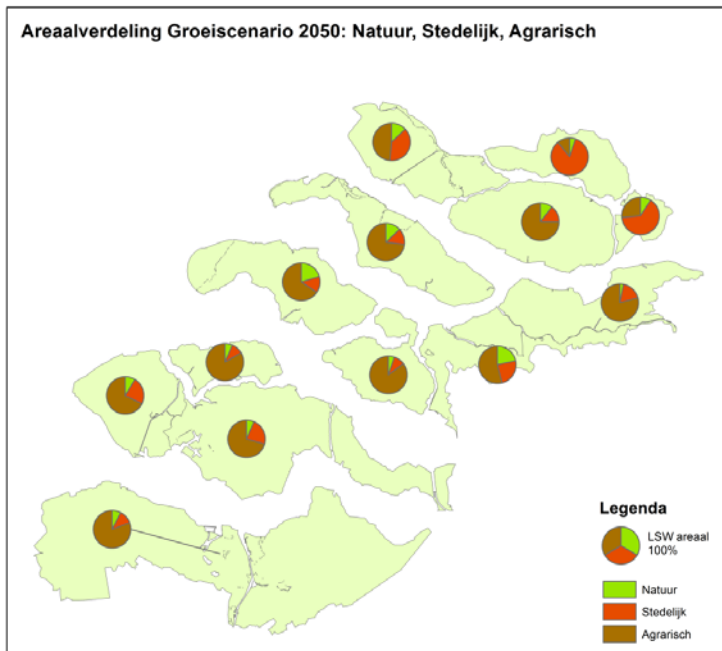 Areaalverdeling Groeiscenario 2050: Natuur, Stedelijk, Agrarisch
Legenda
LSW areaal
100%
Natuur
Stedelijk
Agrarisch